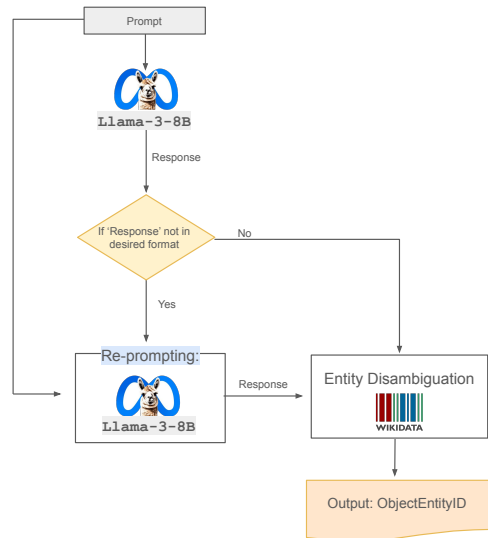 Prompt
Llama-3-8B
Response
If ‘Response’ not in
desired format
No
Yes
Re-prompting:
Llama-3-8B
Response
Entity Disambiguation
WIKIDATA
Output: ObjectEntityID